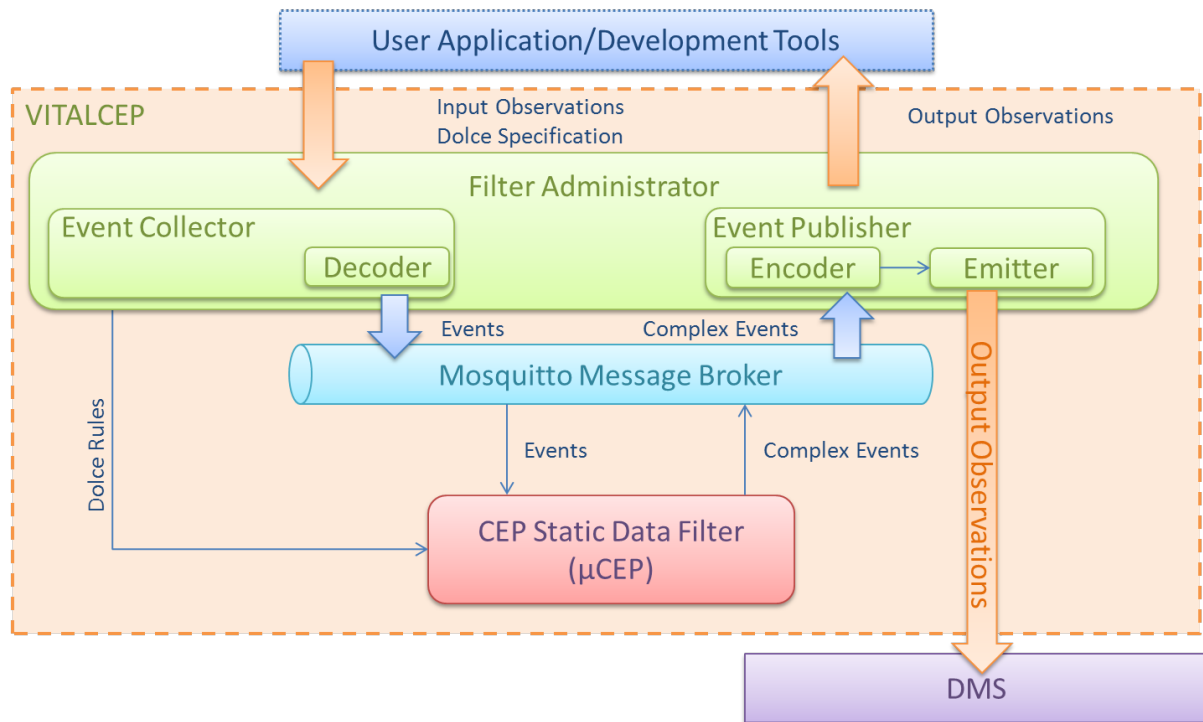 User Application/Development Tools
VITALCEP
Input Observations
Dolce Specification
Output Observations
Filter Administrator
Event Collector
Decoder
Event Publisher
Encoder
Emitter
Events
Complex Events
Mosquitto Message Broker
Dolce Rules
Events
Complex Events
Output Observations
CEP Static Data Filter
(μCEP)
DMS